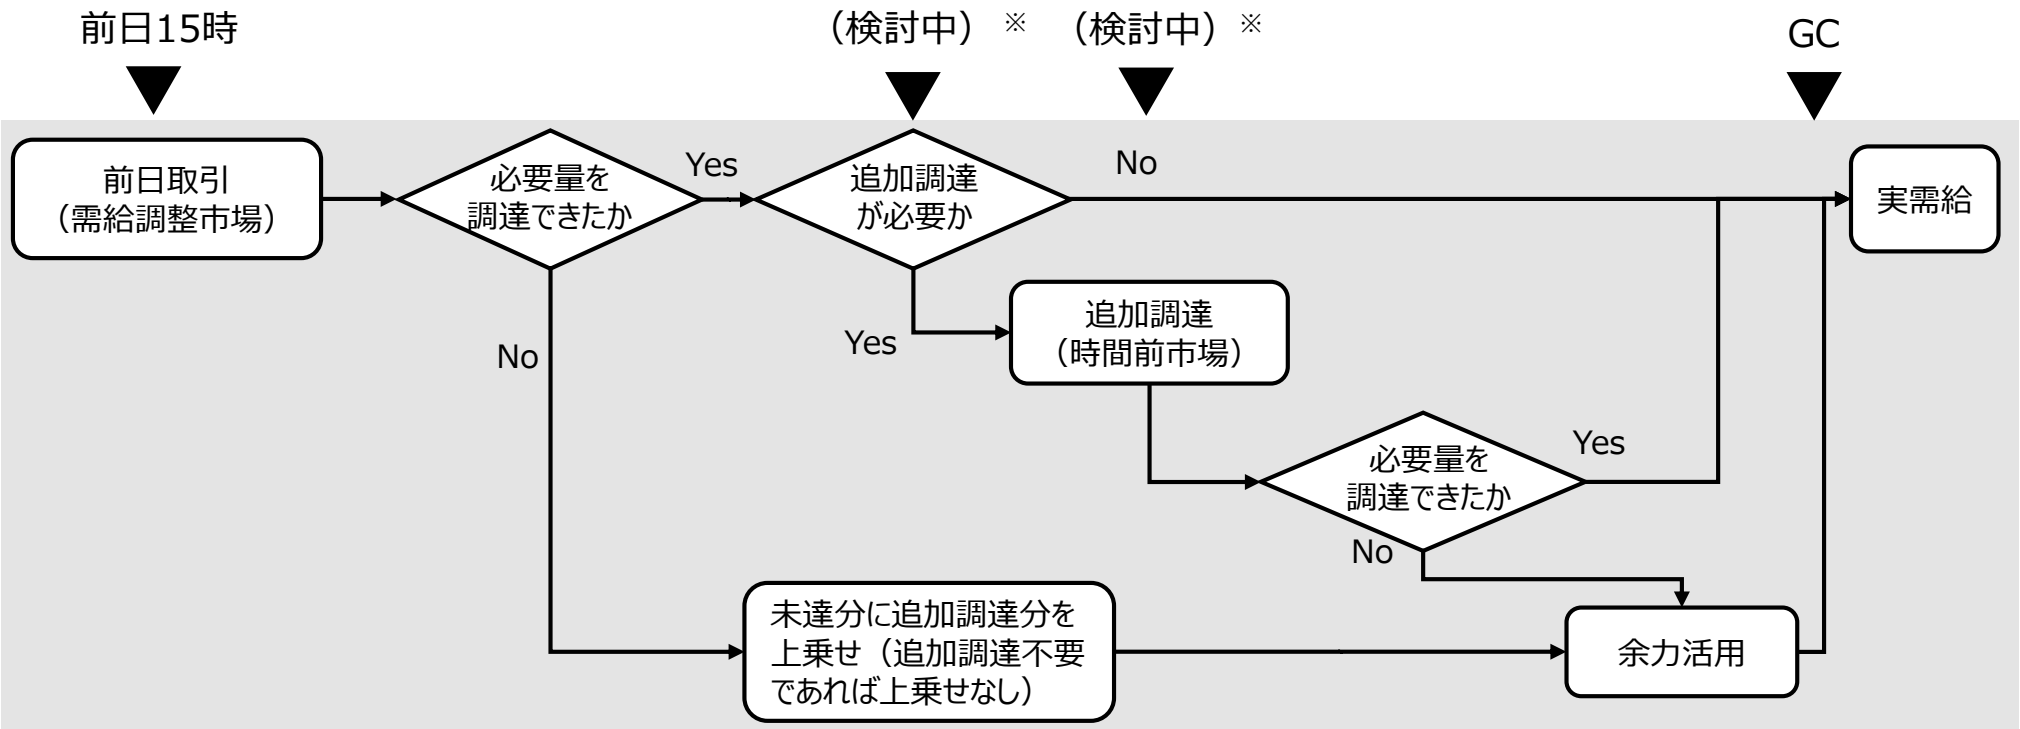 前日15時
（検討中）※
（検討中）※
GC
前日取引
（需給調整市場）
必要量を
調達できたか
Yes
追加調達
が必要か
No
実需給
Yes
追加調達
（時間前市場）
No
必要量を
調達できたか
Yes
No
未達分に追加調達分を
上乗せ（追加調達不要
であれば上乗せなし）
余力活用